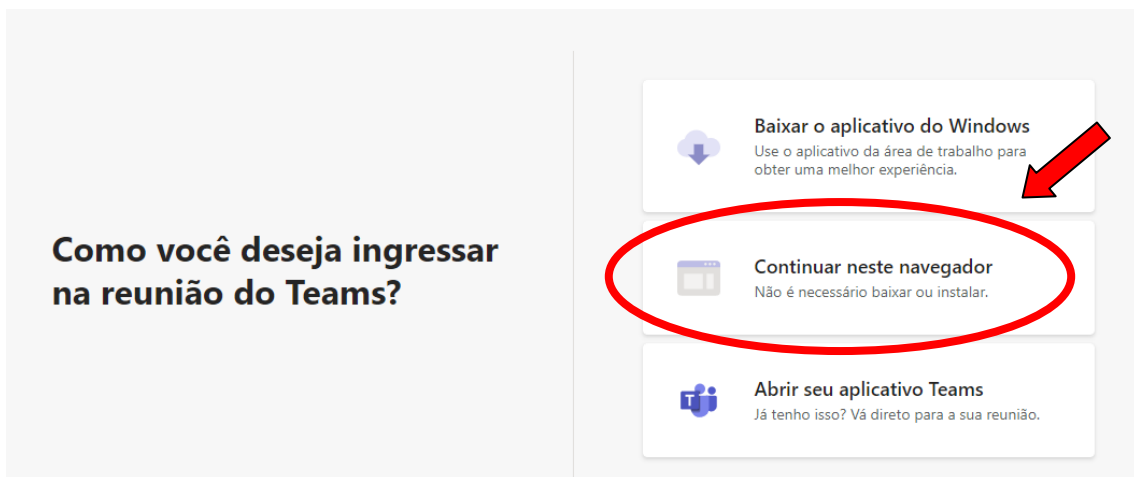 Como você deseja ingressar
na reunião do Teams?
Baixar o aplicativo do Windows
Use o aplicativo da área de trabalho para
obter uma melhor experiência.
Continuar neste navegador
Não é necessário baixar ou instalar.
T
Abrir seu aplicativo Teams
Já tenho isso? Vá direto para a sua reunião.